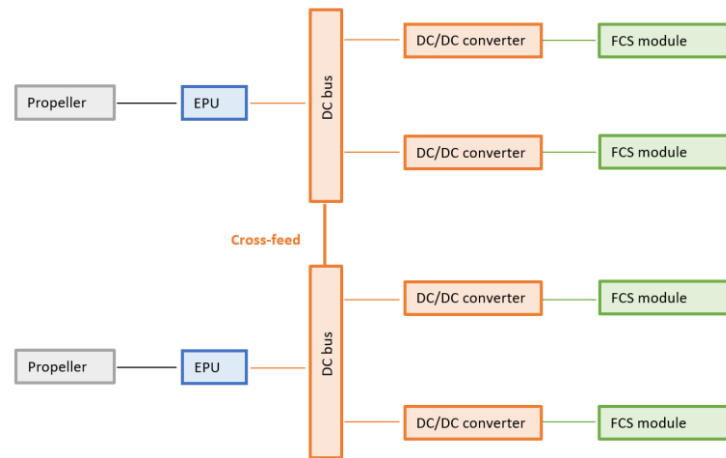 DC/DC converter
FCS module
Propeller
EPU
DC bus
DC/DC converter
FCS module
Cross-feed
DC/DC converter
FCS module
Propeller
EPU
DC bus
DC/DC converter
FCS module